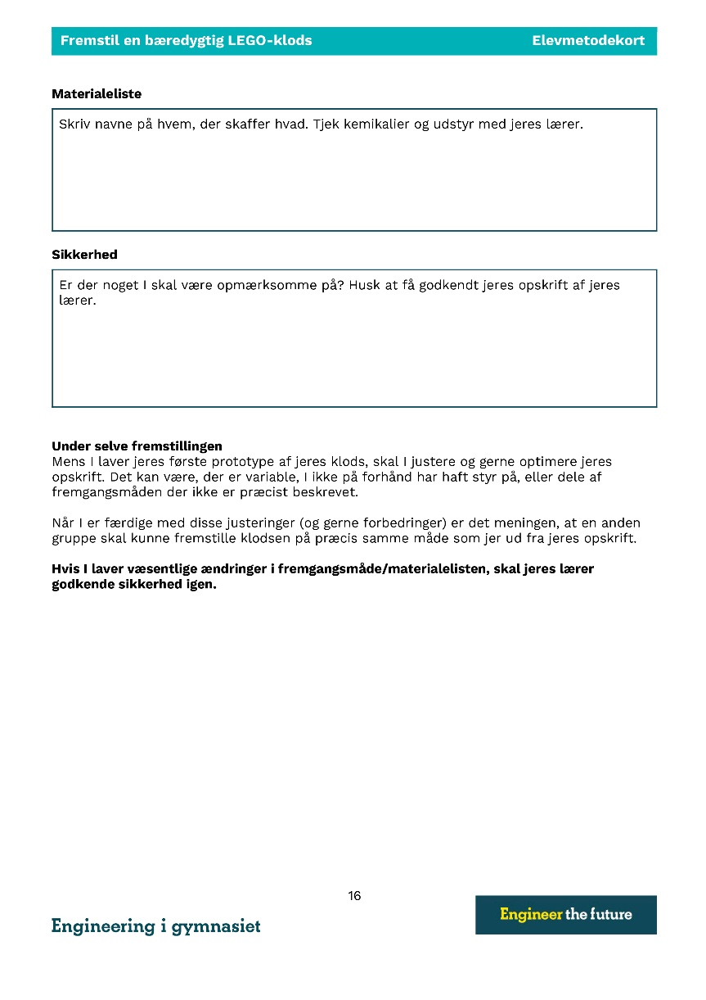 Fremstil en bæredygtig LEGO-klods Elevmetodekort
Materialeliste
Skriv navne på hvem, der skaffer hvad. Tjek kemikalier og udstyr med jeres lærer.
Sikkerhed
Er der noget I skal være opmærksomme på? Husk at få godkendt jeres opskrift af jeres
lærer.
Under selve fremstillingen
Mens I laver jeres første prototype af jeres klods, skal I justere og gerne optimere jeres
opskrift. Det kan være, der er variable, I ikke på forhånd har haft styr på, eller dele af
fremgangsmåden der ikke er præcist beskrevet.
Når I er færdige med disse justeringer (og gerne forbedringer) er det meningen, at en anden
gruppe skal kunne fremstille klodsen på præcis samme måde som jer ud fra jeres opskrift.
Hvis I laver væsentlige ændringer i fremgangsmåde/materialelisten, skal jeres lærer
godkende sikkerhed igen.
16
Engineering i gymnasiet
Engineer the future